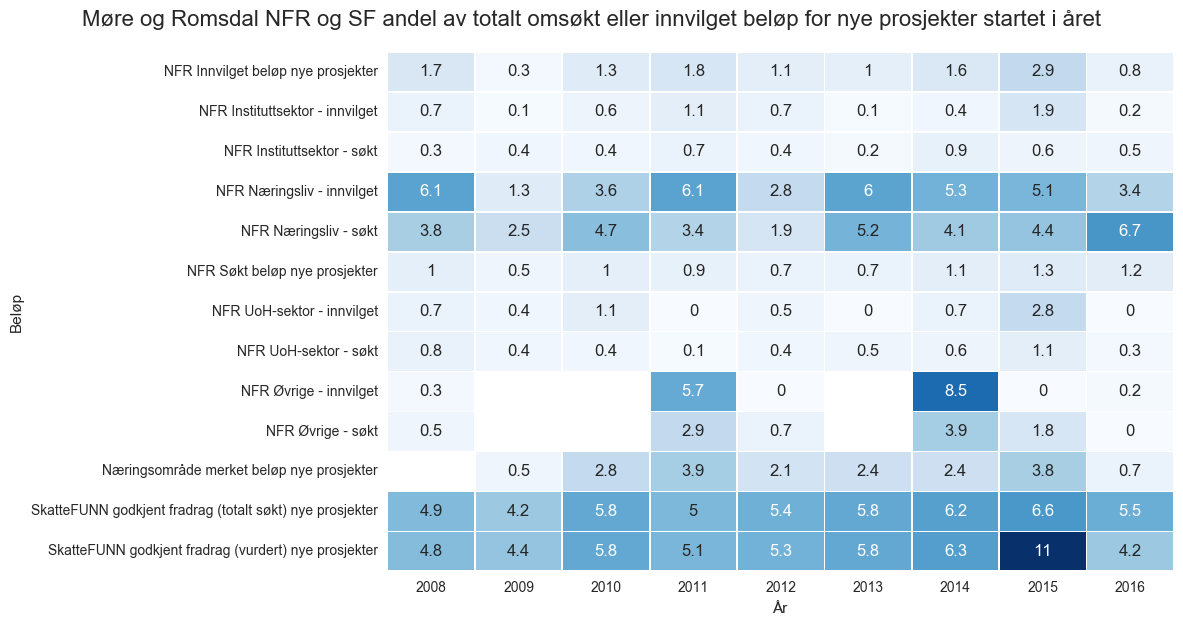 Møre og Romsdal NFR og SF andel av totalt omsøkt eller innvilget beløp for nye prosjekter startet i året
Beløp
NFR Innvilget beløp nye prosjekter 1.7 0.3 1.3 1.8 1.1 1 1.6 2.9 0.8
NFR Instituttsektor - innvilget 0.7 0.1 0.6 1.1 0.7 0.1 0.4 1.9 0.2
NFR Instituttsektor - søkt 0.3 0.4 0.4 0.7 0.4 0.2 0.9 0.6 0.5
NFR Næringsliv - innvilget 6.1 1.3 3.6 6.1 2.8 6 5.3 5.1 3.4
NFR Næringsliv - søkt 3.8 2.5 4.7 3.4 1.9 5.2 4.1 4.4 6.7
NFR Søkt beløp nye prosjekter 1 0.5 1 0.9 0.7 0.7 1.1 1.3 1.2
NFR UoH-sektor - innvilget 0.7 0.4 1.1 0 0.5 0 0.7 2.8 0
NFR UoH-sektor - søkt 0.8 0.4 0.4 0.1 0.4 0.5 0.6 1.1 0.3
NFR Øvrige - innvilget 0.3 5.7 0 8.5 0 0.2
NFR Øvrige - søkt 0.5 2.9 0.7 3.9 1.8 0
Næringsområde merket beløp nye prosjekter 0.5 2.8 3.9 2.1 2.4 2.4 3.8 0.7
SkatteFUNN godkjent fradrag (totalt søkt) nye prosjekter 4.9 4.2 5.8 5 5.4 5.8 6.2 6.6 5.5
SkatteFUNN godkjent fradrag (vurdert) nye prosjekter 4.8 4.4 5.8 5.1 5.3 5.8 6.3 11 4.2
2008 2009 2010 2011 2012 2013 2014 2015 2016
År